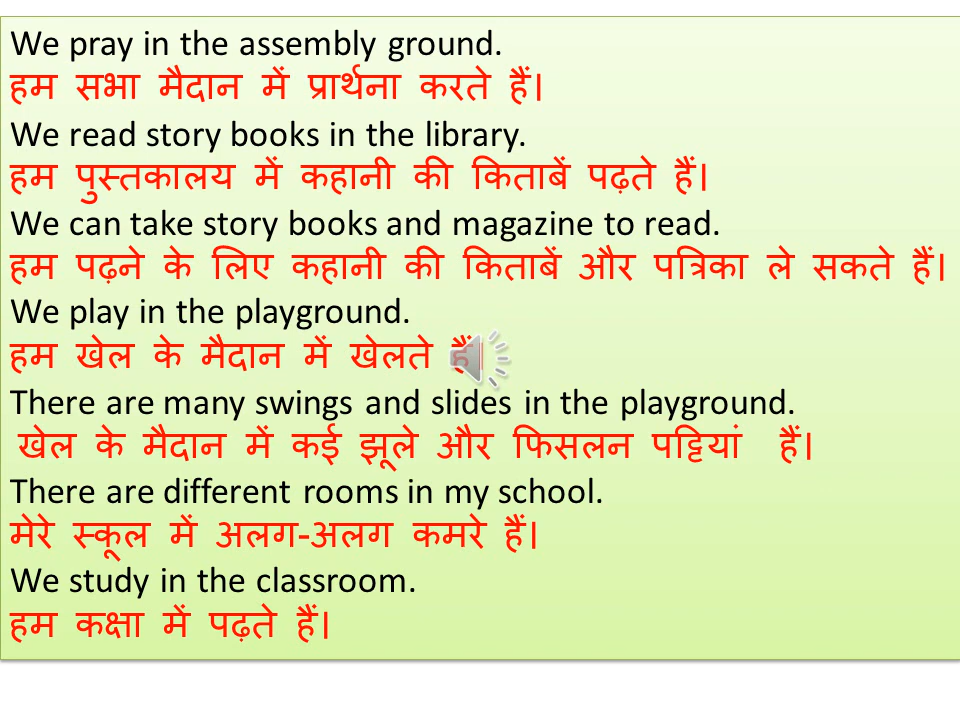 We pray in the assembly ground.
हम सभा मैदान में प्रार्थना करते हैं।
We read story books in the library.
हम पुस्तकालय में कहानी की किताबें पढ़ते हैं।
We can take story books and magazine to read.
हम पढ़ने के लिए कहानी की किताबें और पत्रिका ले सकते हैं।
We play in the playground.
हम खेल के मैदान में खेलते हैं।
There are many swings and slides in the playground.
खेल के मैदान में कई झूले और फिसलन पट्टियां हैं।
There are different rooms in my school.
मेरे स्कूल में अलग-अलग कमरे हैं।
We study in the classroom.
हम कक्षा में पढ़ते हैं।